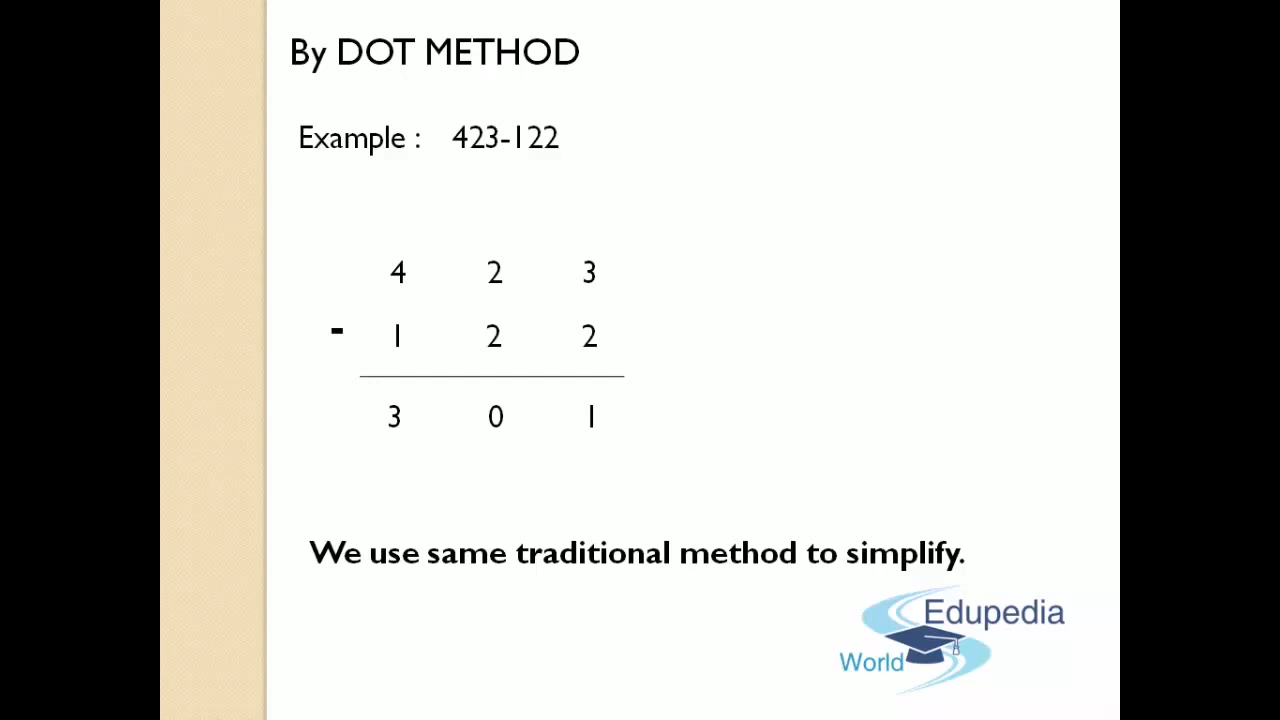 By DOT METHOD
Example : 423-122
4 2 3
- 1 2 2
3 0 1
We use same traditional method to simplify.
Edupedia
World